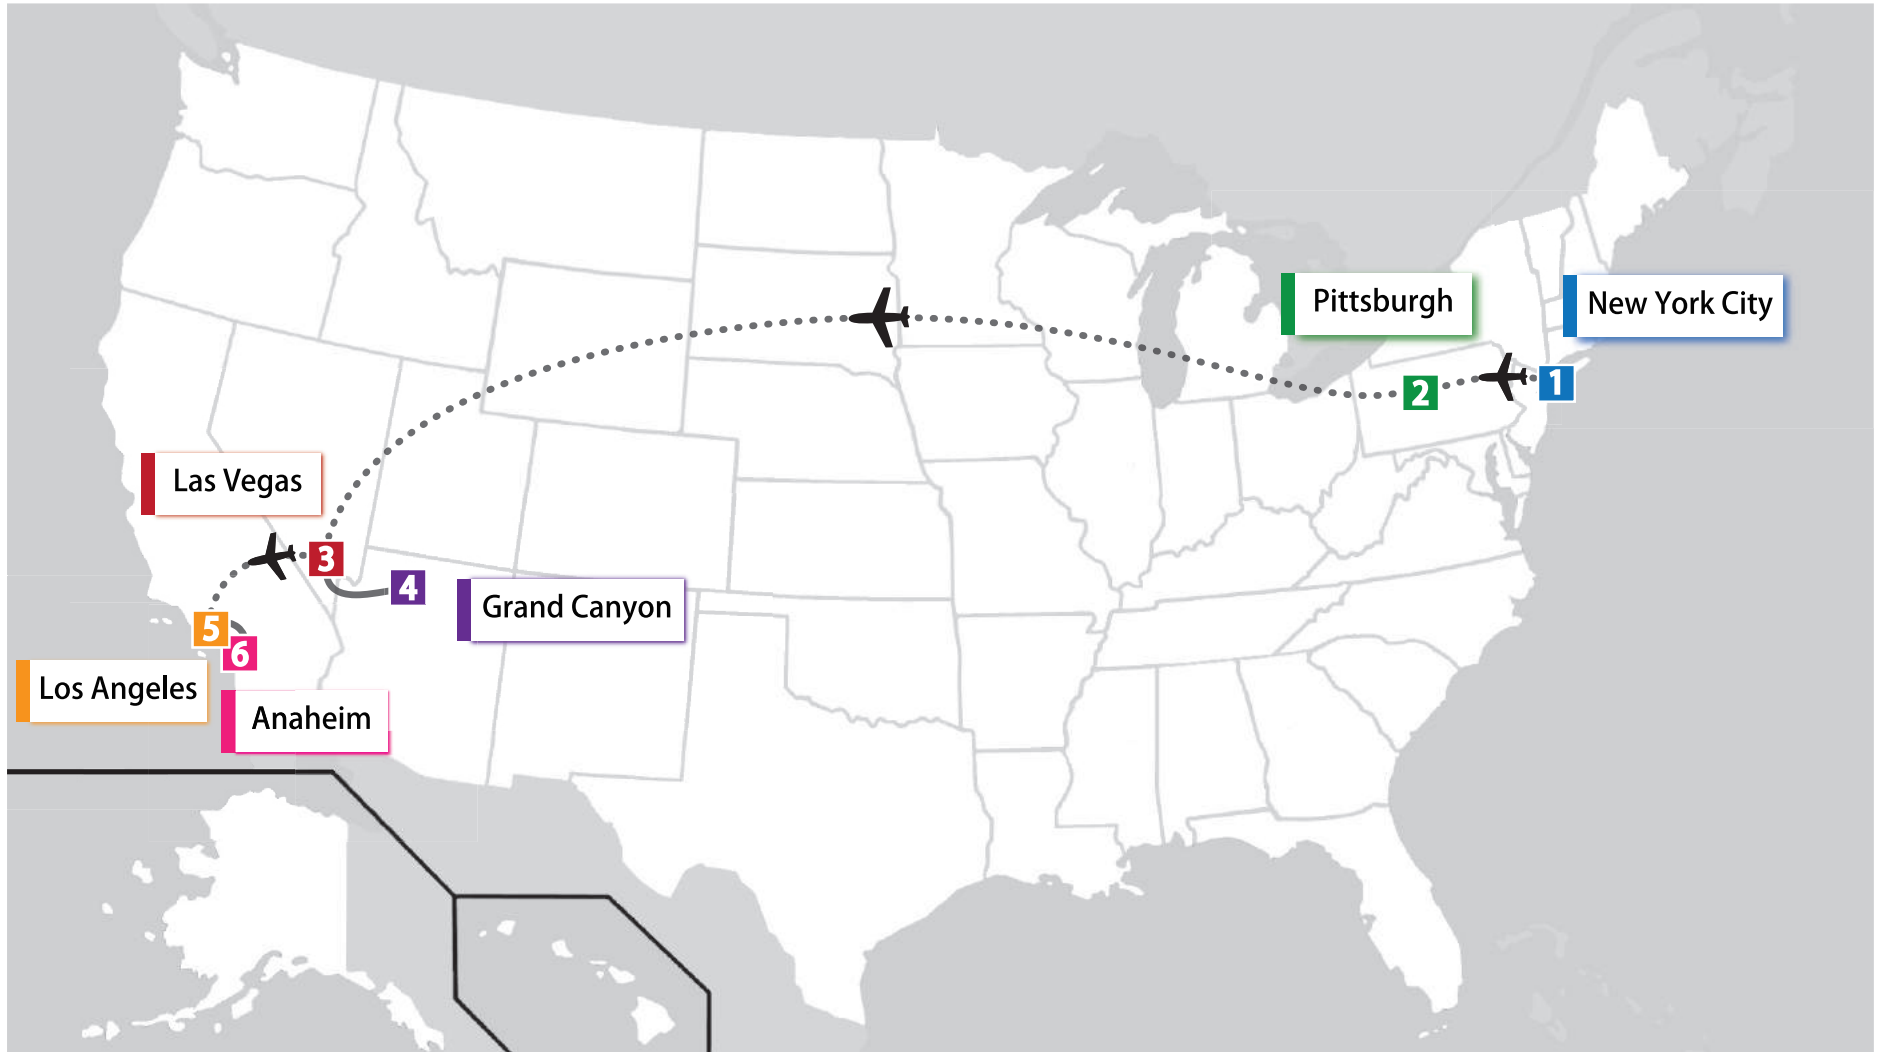 Pittsburgh
New York City
1
2
Las Vegas
3
4
Grand Canyon
5
6
Los Angeles
Anaheim